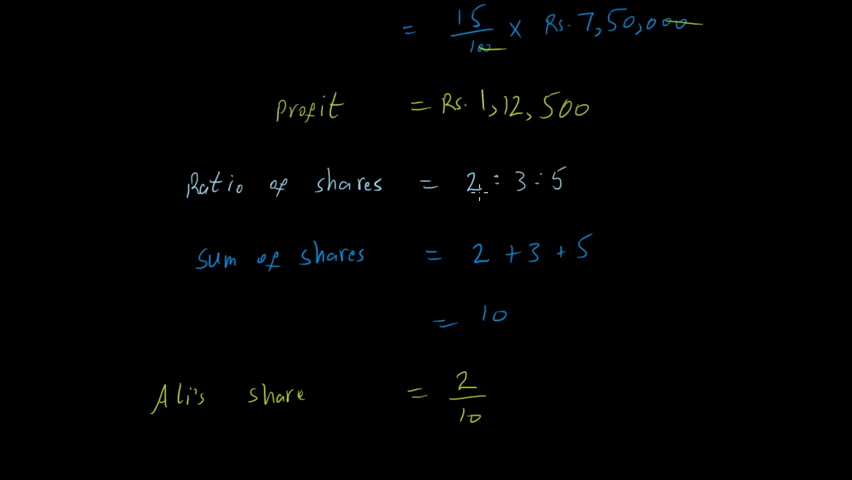 = 15/100 × Rs. 7,50,000
Profit = Rs. 1,12,500
Ratio of shares = 2 : 3 : 5
Sum of shares = 2 + 3 + 5
= 10
Ali's share = 2/10